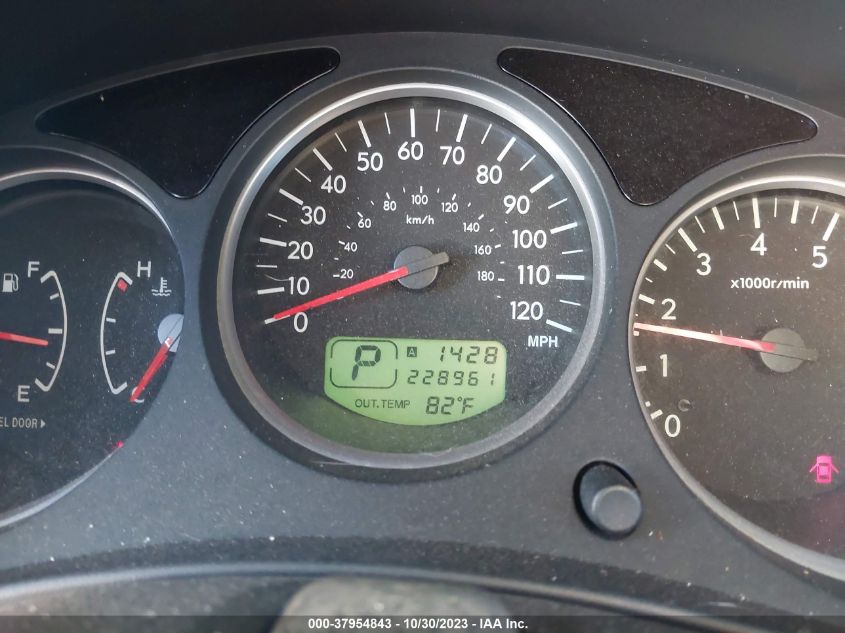 F
E
EL DOOR
H
C
0
10
20
30
40
50
60
70
80
90
100
110
120
MPH
20
40
60
80
100
120
140
160
180
km/h
P
A 1428
228961
OUT.TEMP 82°F
0
1
2
3
4
5
x1000r/min
000-37954843 - 10/30/2023 - IAA Inc.